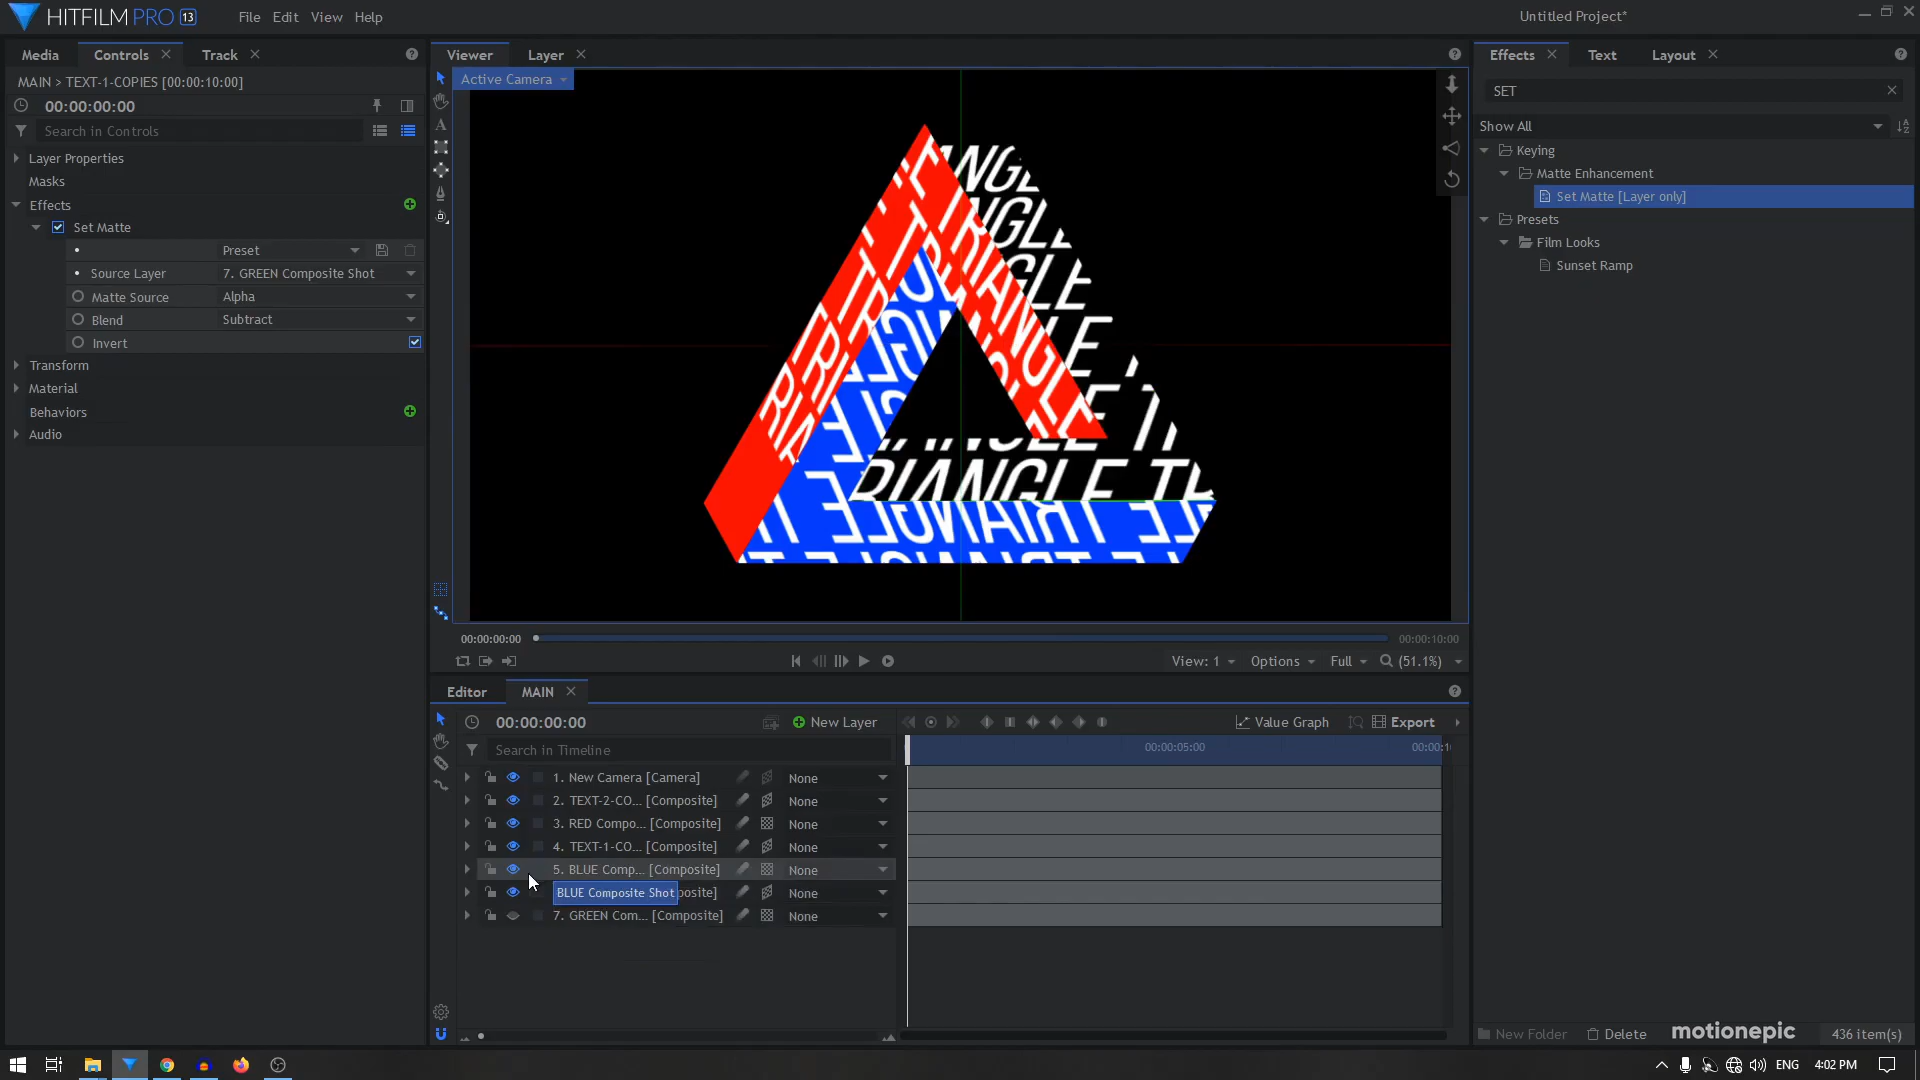 HITFILM PRO 13
File Edit View Help
Untitled Project*
Media Controls Track
MAIN > TEXT-1-COPIES [00:00:10:00]
00:00:00:00
Search in Controls
Layer Properties
Masks
Effects
Set Matte
Preset
Source Layer 7. GREEN Composite Shot
Matte Source Alpha
Blend Subtract
Invert
Transform
Material
Behaviors
Audio
Viewer Layer
Active Camera
RIANGLE
00:00:00:00
00:00:10:00
View: 1 Options Full (51.1%)
Editor MAIN
00:00:00:00 New Layer
Value Graph Export
Search in Timeline
00:00:05:00
00:00:1
1. New Camera [Camera] None
2. TEXT-2-CO... [Composite] None
3. RED Compo... [Composite] None
4. TEXT-1-CO... [Composite] None
5. BLUE Comp... [Composite] None
BLUE Composite Shot posite] None
7. GREEN Com... [Composite] None
Effects Text Layout
SET
Show All
Keying
Matte Enhancement
Set Matte [Layer only]
Presets
Film Looks
Sunset Ramp
New Folder Delete motionepic 436 item(s)
ENG 4:02 PM